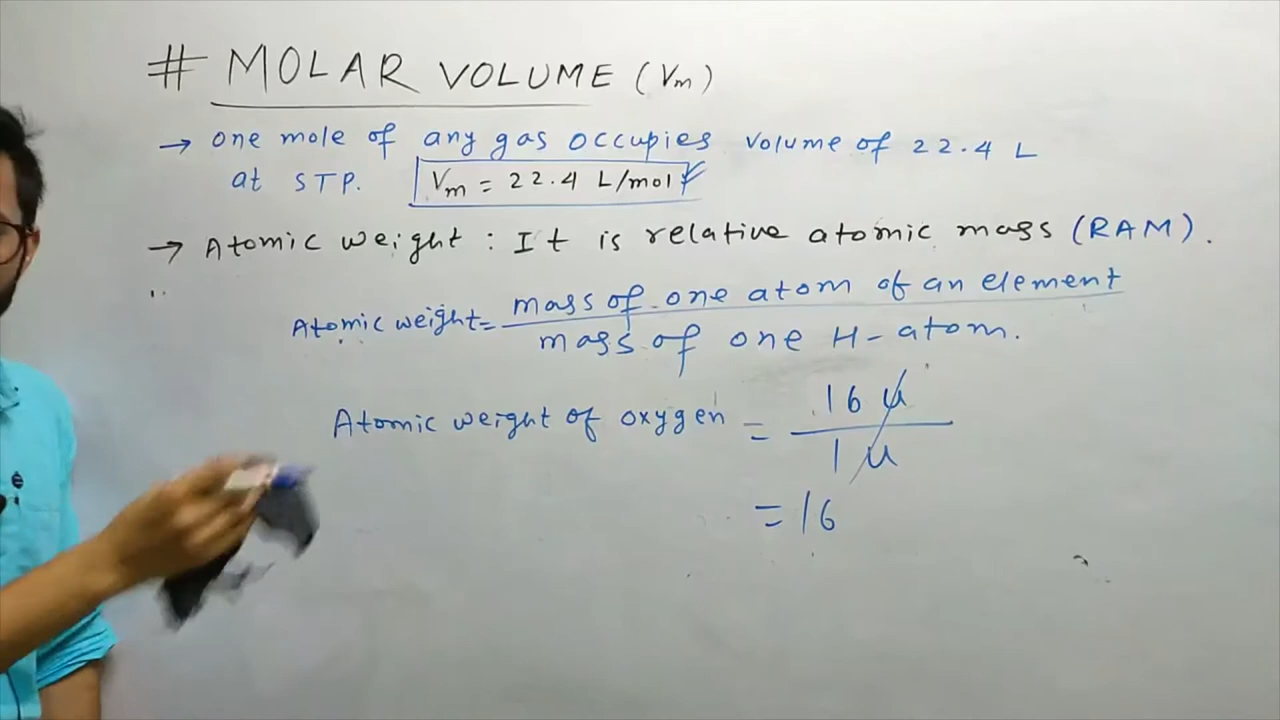 # MOLAR VOLUME (Vm)
→ one mole of any gas occupies volume of 22.4 L
at STP. Vm = 22.4 L/mol
→ Atomic weight : It is relative atomic mass (RAM).
Atomic weight = mass of one atom of an element
mass of one H-atom.
Atomic weight of oxygen = 16 u
1 u
= 16